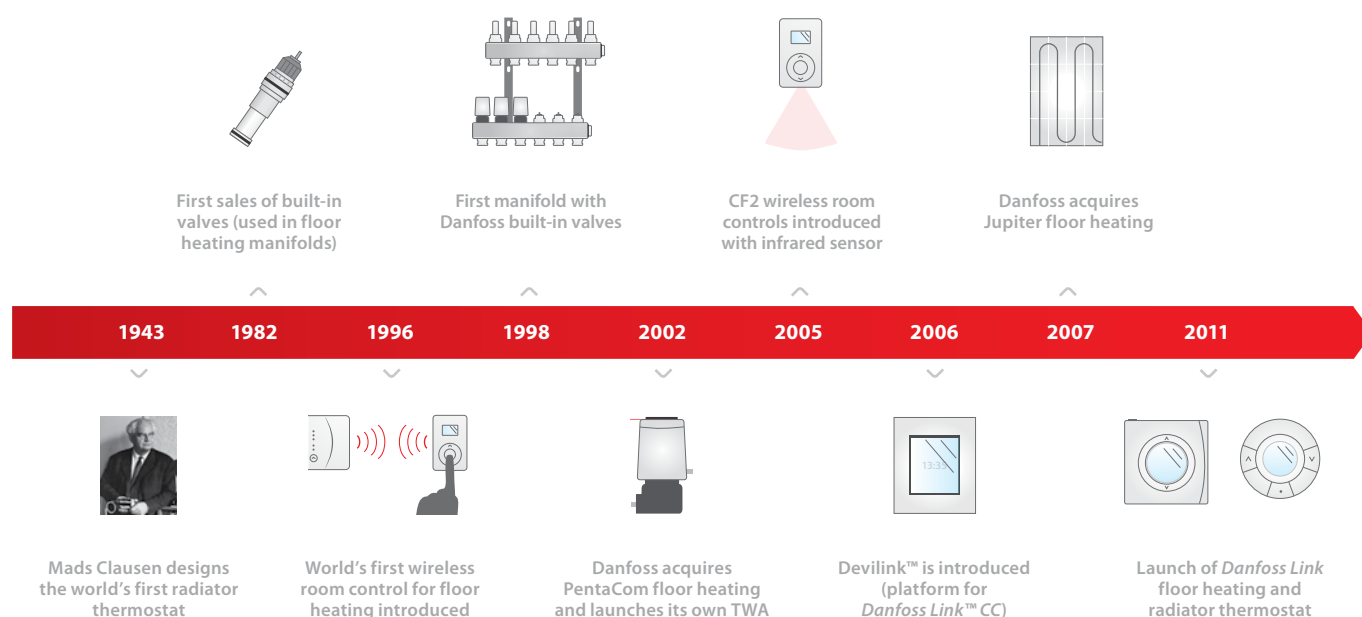 First sales of built-in
valves (used in floor
heating manifolds)
First manifold with
Danfoss built-in valves
CF2 wireless room
controls introduced
with infrared sensor
Danfoss acquires
Jupiter floor heating
1943 1982 1996 1998 2002 2005 2006 2007 2011
13:35
Mads Clausen designs
the world’s first radiator
thermostat
World’s first wireless
room control for floor
heating introduced
Danfoss acquires
PentaCom floor heating
and launches its own TWA
Devilink™ is introduced
(platform for
Danfoss Link™ CC)
Launch of Danfoss Link
floor heating and
radiator thermostat